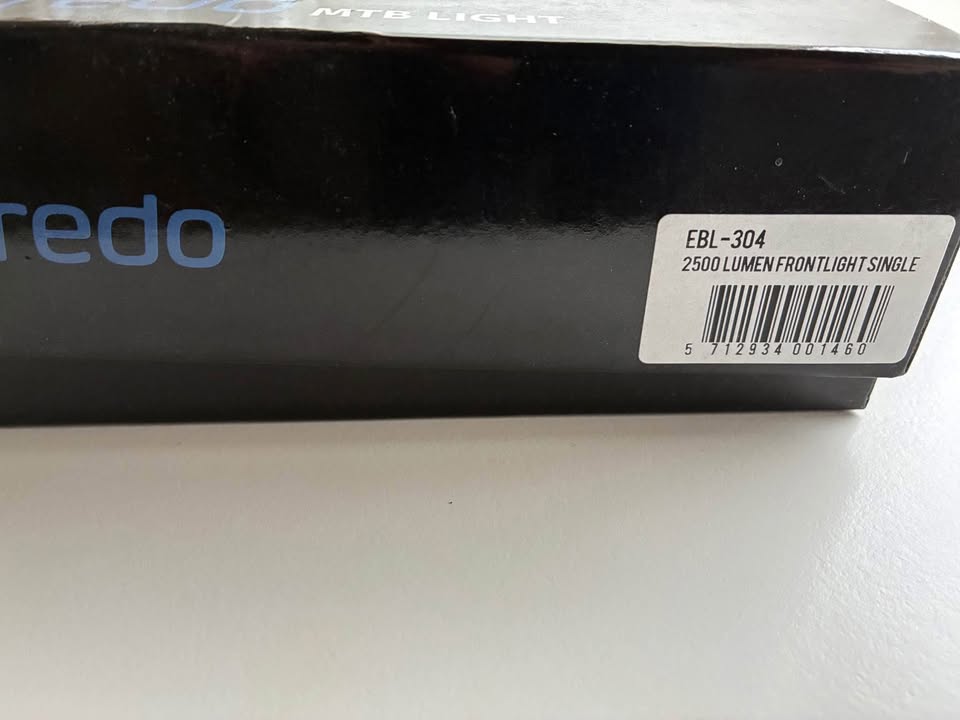 MTB LIGHT
redo
EBL-304
2500 LUMEN FRONTLIGHT SINGLE
5 712934 001460